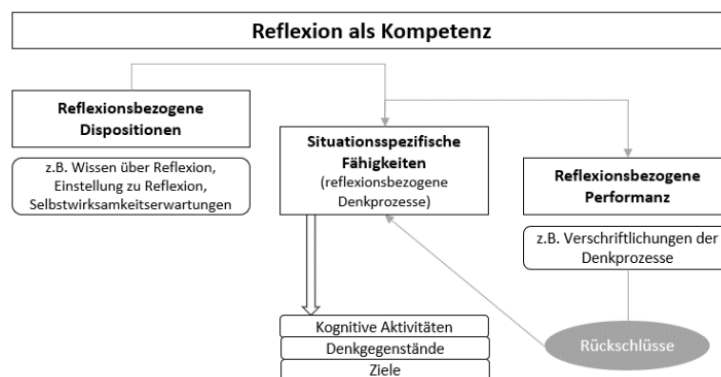 Reflexion als Kompetenz
Reflexionsbezogene
Dispositionen
z.B. Wissen über Reflexion,
Einstellung zu Reflexion,
Selbstwirksamkeitserwartungen
Situationsspezifische
Fähigkeiten
(reflexionsbezogene
Denkprozesse)
Reflexionsbezogene
Performanz
z.B. Verschriftlichungen der
Denkprozesse
Kognitive Aktivitäten
Denkgegenstände
Ziele
Rückschlüsse